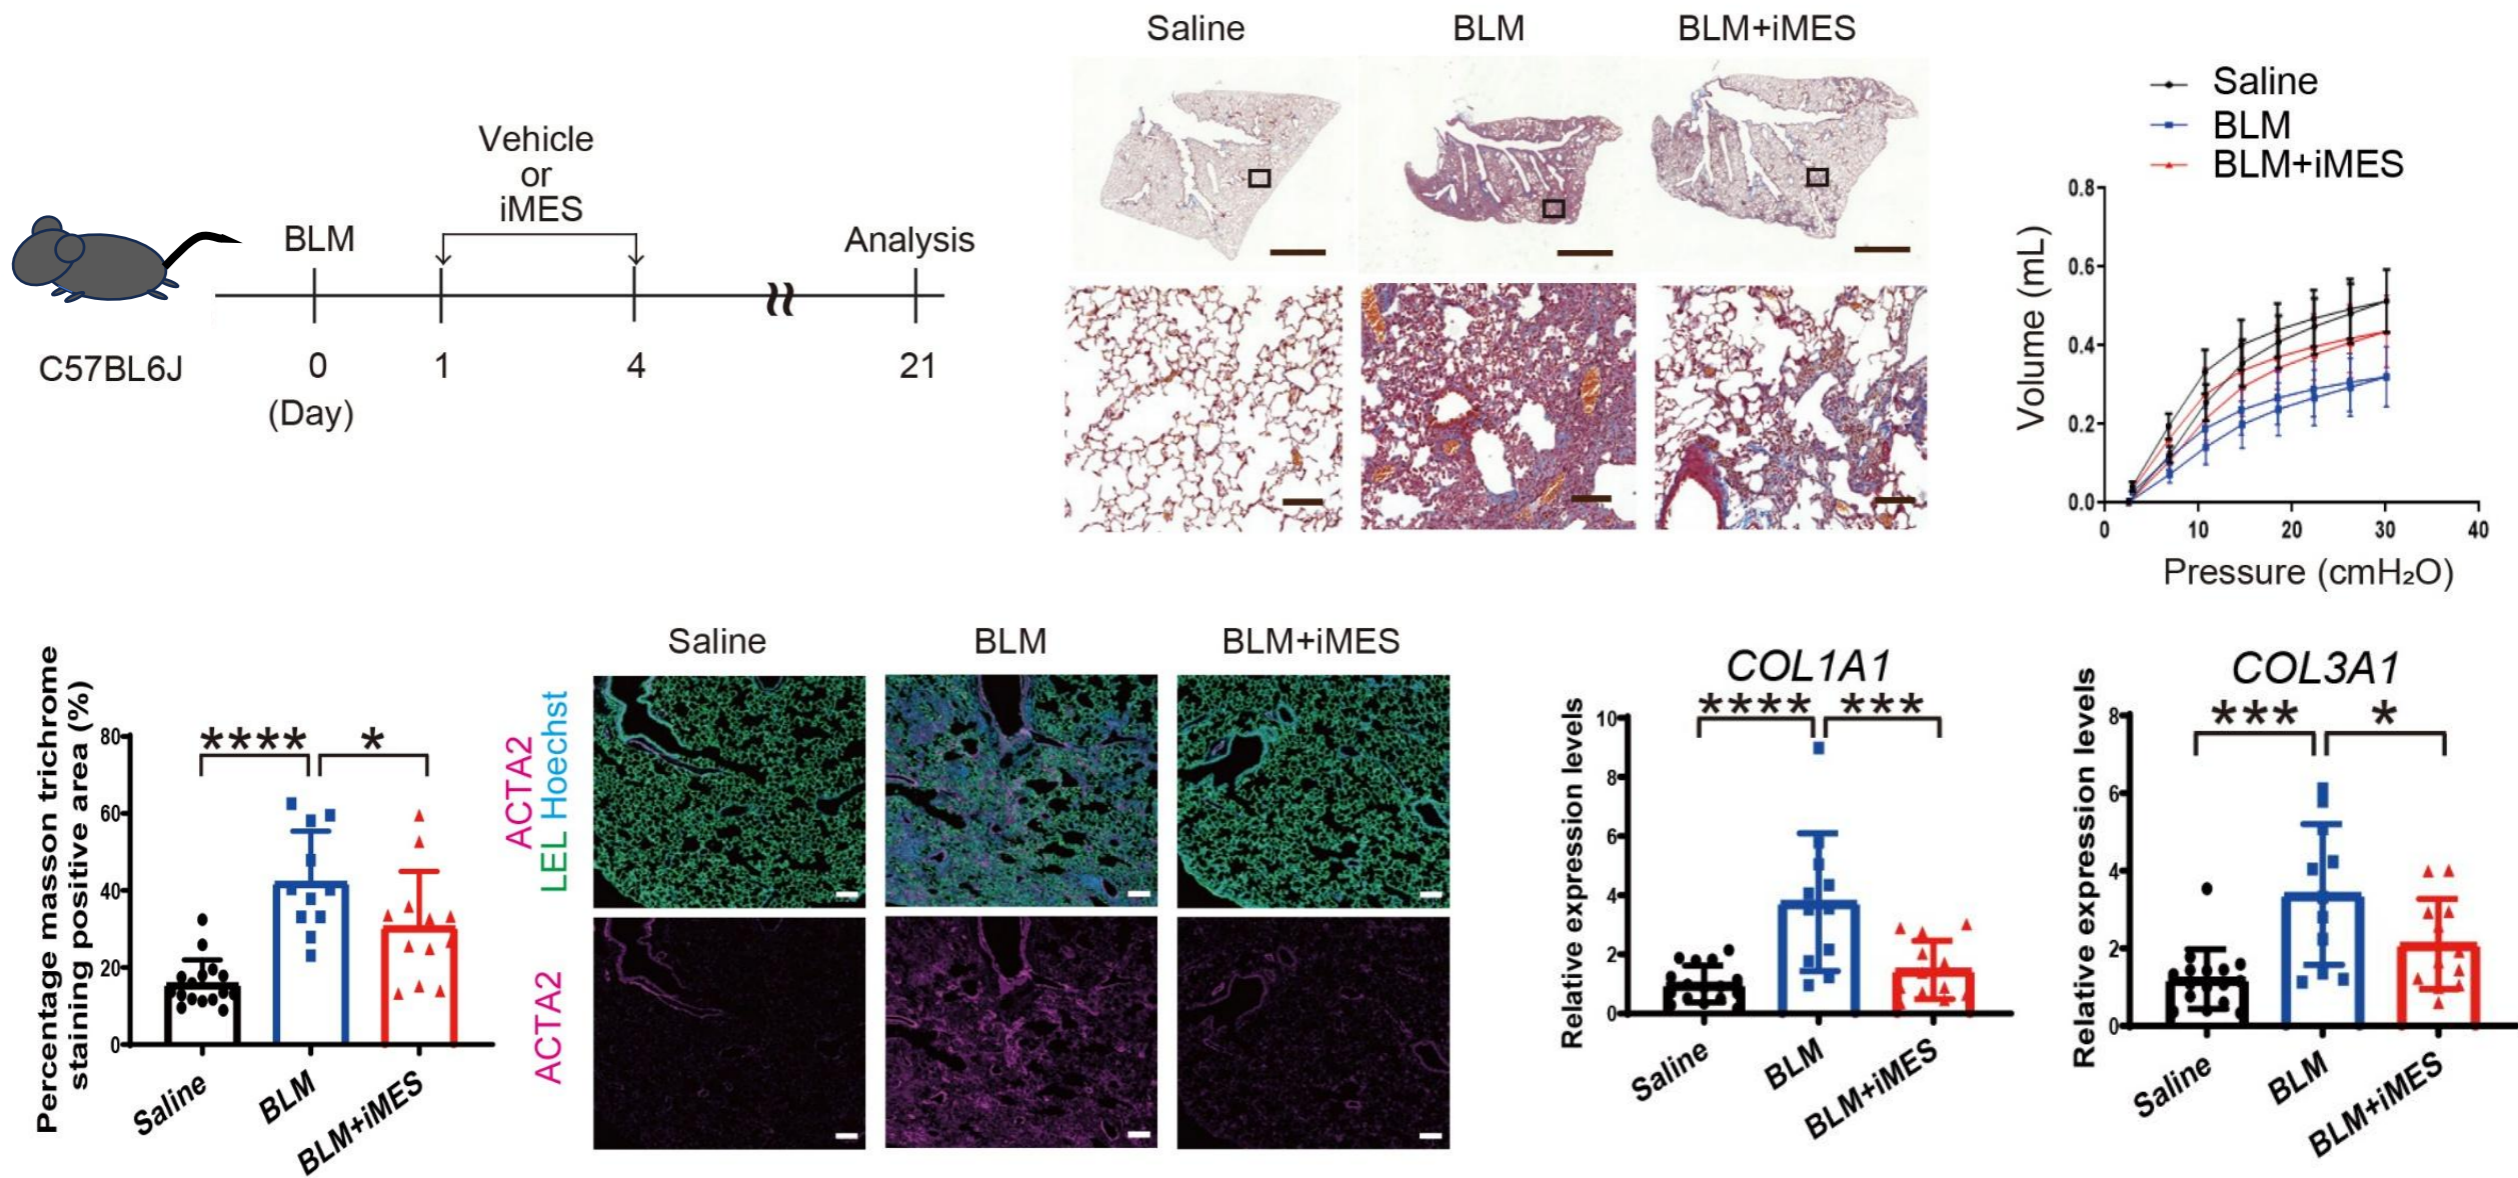 Vehicle
or
iMES
BLM
Analysis
C57BL6J
0
1
4
21
(Day)
Saline
BLM
BLM+iMES
Saline
BLM
BLM+iMES
Volume (mL)
0.8
0.6
0.4
0.2
0.0
0
10
20
30
40
Pressure (cmH₂O)
Percentage masson trichrome
staining positive area (%)
80
60
40
20
0
****
*
Saline
BLM
BLM+iMES
Saline
BLM
BLM+iMES
ACTA2
LEL Hoechst
ACTA2
COL1A1
Relative expression levels
10
8
6
4
2
0
****
***
Saline
BLM
BLM+iMES
COL3A1
Relative expression levels
8
6
4
2
0
***
*
Saline
BLM
BLM+iMES